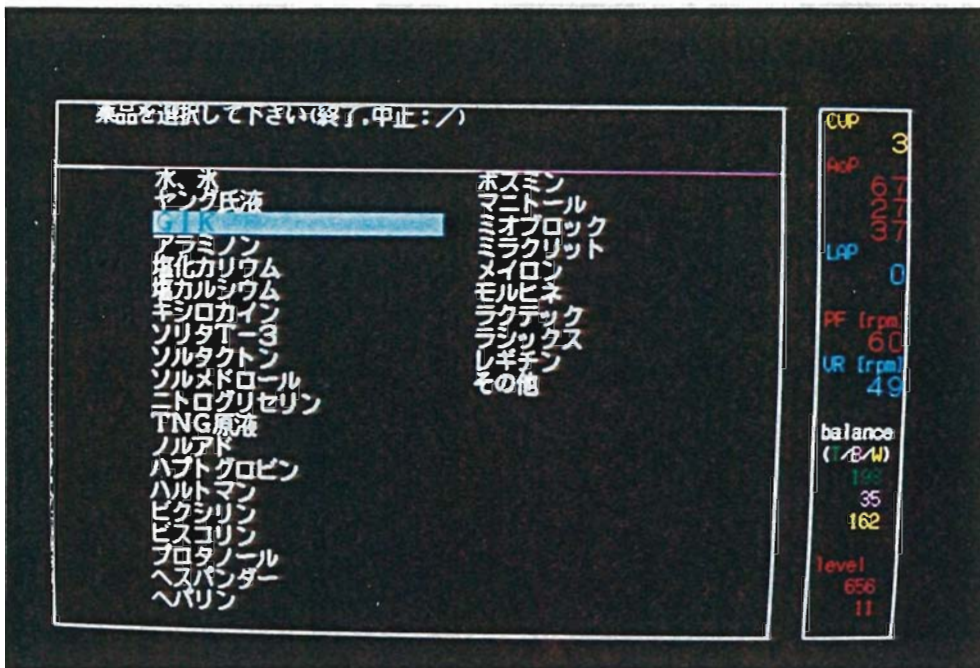 薬品を選択して下さい(終了,中止:/)
水、氷
ヤング氏液
GIK
アラミノン
塩化カリウム
塩カルシウム
キシロカイン
ソリタT-3
ソルタクトン
ソルメドロール
ニトログリセリン
TNG原液
ノルアド
ハプトグロビン
ハルトマン
ビクシリン
ビスコリン
プロタノール
ヘスパンダー
ヘパリン
ボスミン
マニトール
ミオブロック
ミラクリット
メイロン
モルヒネ
ラクテック
ラシックス
レギチン
その他
CVP
3
AoP
67
27
37
LAP
0
PF [rpm]
60
VR [rpm]
49
balance
(T/B/W)
198
35
162
level
656
11